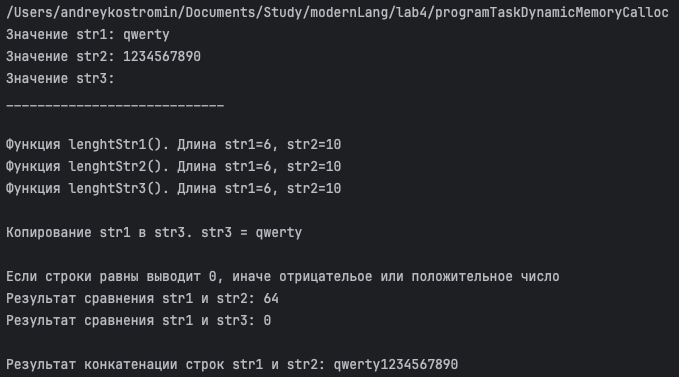 /Users/andreykostromin/Documents/Study/modernLang/lab4/programTaskDynamicMemoryCalloc
Значение str1: qwerty
Значение str2: 1234567890
Значение str3:
____________________________
Функция lenghtStr1(). Длина str1=6, str2=10
Функция lenghtStr2(). Длина str1=6, str2=10
Функция lenghtStr3(). Длина str1=6, str2=10
Копирование str1 в str3. str3 = qwerty
Если строки равны выводит 0, иначе отрицательое или положительное число
Результат сравнения str1 и str2: 64
Результат сравнения str1 и str3: 0
Результат конкатенации строк str1 и str2: qwerty1234567890